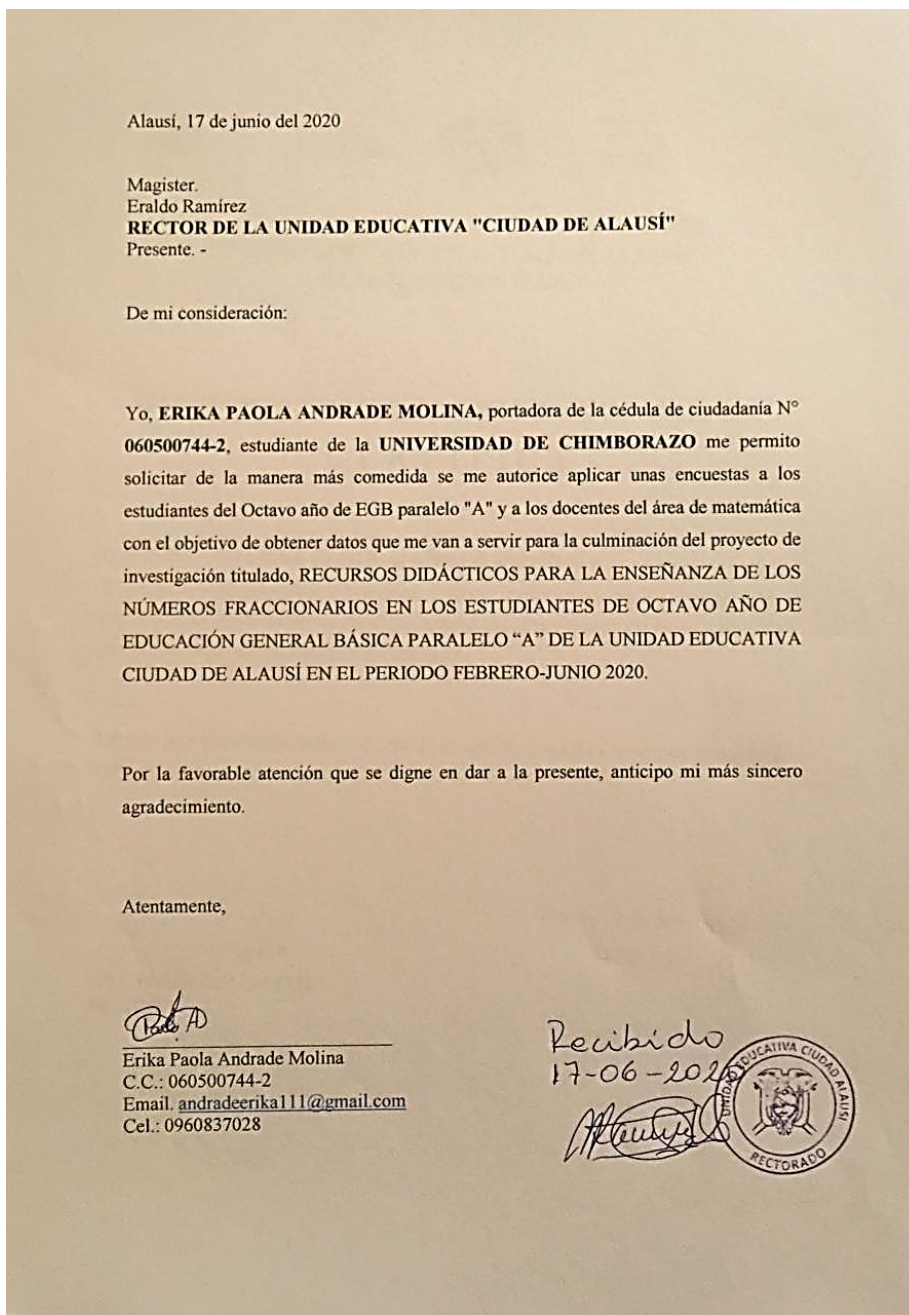 Alausí, 17 de junio del 2020
Magister.
Eraldo Ramírez
RECTOR DE LA UNIDAD EDUCATIVA "CIUDAD DE ALAUSÍ"
Presente. -
De mi consideración:
Yo, ERIKA PAOLA ANDRADE MOLINA, portadora de la cédula de ciudadanía N°
060500744-2, estudiante de la UNIVERSIDAD DE CHIMBORAZO me permito
solicitar de la manera más comedida se me autorice aplicar unas encuestas a los
estudiantes del Octavo año de EGB paralelo "A" y a los docentes del área de matemática
con el objetivo de obtener datos que me van a servir para la culminación del proyecto de
investigación titulado, RECURSOS DIDÁCTICOS PARA LA ENSEÑANZA DE LOS
NÚMEROS FRACCIONARIOS EN LOS ESTUDIANTES DE OCTAVO AÑO DE
EDUCACIÓN GENERAL BÁSICA PARALELO “A” DE LA UNIDAD EDUCATIVA
CIUDAD DE ALAUSÍ EN EL PERIODO FEBRERO-JUNIO 2020.
Por la favorable atención que se digne en dar a la presente, anticipo mi más sincero
agradecimiento.
Atentamente,
Erika Paola Andrade Molina
C.C.: 060500744-2
Email. andradeerika111@gmail.com
Cel.: 0960837028
Recibido
17-06-2020
UNIDAD EDUCATIVA CIUDAD ALAUSI
RECTORADO